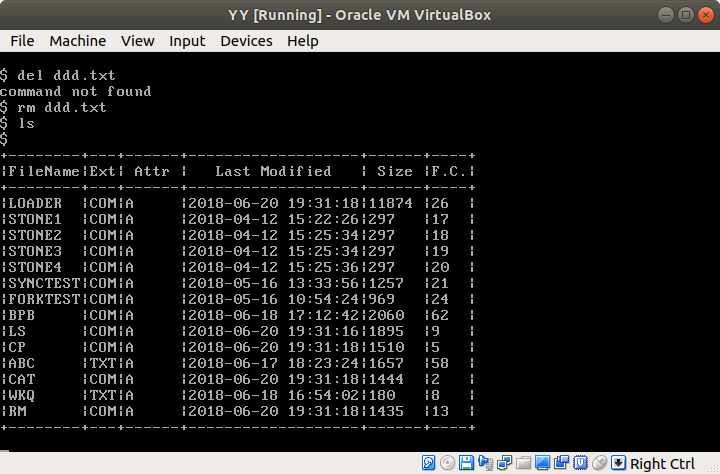 YY [Running] - Oracle VM VirtualBox
File Machine View Input Devices Help
$ del ddd.txt
command not found
$ rm ddd.txt
$ ls
$
+--------+---+------+-------------------+------+----+
¦FileName¦Ext¦ Attr ¦   Last Modified   ¦ Size ¦F.C.¦
+--------+---+------+-------------------+------+----+
¦LOADER  ¦COM¦A     ¦2018-06-20 19:31:18¦11874 ¦26  ¦
¦STONE1  ¦COM¦A     ¦2018-04-12 15:22:26¦297   ¦17  ¦
¦STONE2  ¦COM¦A     ¦2018-04-12 15:25:34¦297   ¦18  ¦
¦STONE3  ¦COM¦A     ¦2018-04-12 15:25:34¦297   ¦19  ¦
¦STONE4  ¦COM¦A     ¦2018-04-12 15:25:36¦297   ¦20  ¦
¦SYNCTEST¦COM¦A     ¦2018-05-16 13:33:56¦1257  ¦21  ¦
¦FORKTEST¦COM¦A     ¦2018-05-16 10:54:24¦969   ¦24  ¦
¦BPB     ¦COM¦A     ¦2018-06-18 17:12:42¦2060  ¦62  ¦
¦LS      ¦COM¦A     ¦2018-06-20 19:31:16¦1895  ¦9   ¦
¦CP      ¦COM¦A     ¦2018-06-20 19:31:18¦1510  ¦5   ¦
¦ABC     ¦TXT¦A     ¦2018-06-17 18:23:24¦1657  ¦58  ¦
¦CAT     ¦COM¦A     ¦2018-06-20 19:31:18¦1444  ¦2   ¦
¦WKQ     ¦TXT¦A     ¦2018-06-18 16:54:02¦180   ¦8   ¦
¦RM      ¦COM¦A     ¦2018-06-20 19:31:18¦1435  ¦13  ¦
+--------+---+------+-------------------+------+----+
Right Ctrl